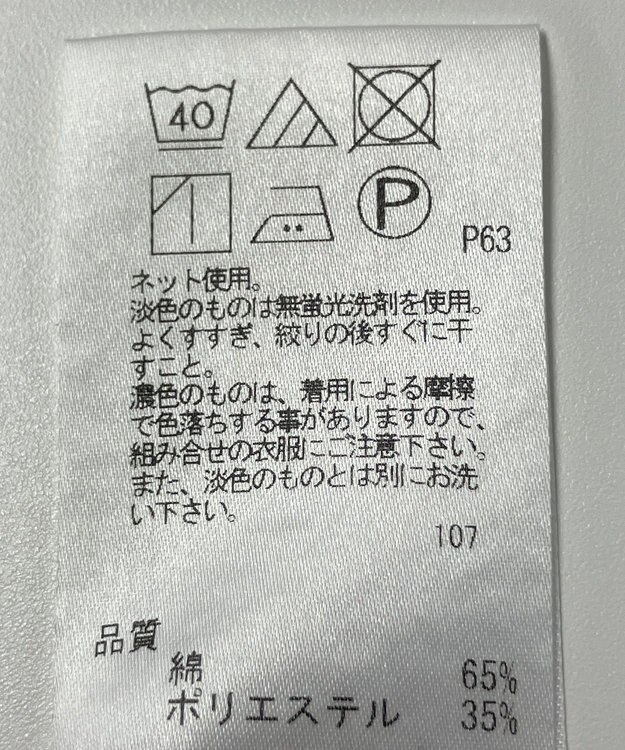 40
P
P63
ネット使用。
淡色のものは無蛍光洗剤を使用。
よくすすぎ、絞りの後すぐに干
すこと。
濃色のものは、着用による摩擦
で色落ちする事がありますので、
組み合せの衣服にご注意下さい。
また、淡色のものとは別にお洗
い下さい。
107
品質
綿 65%
ポリエステル 35%